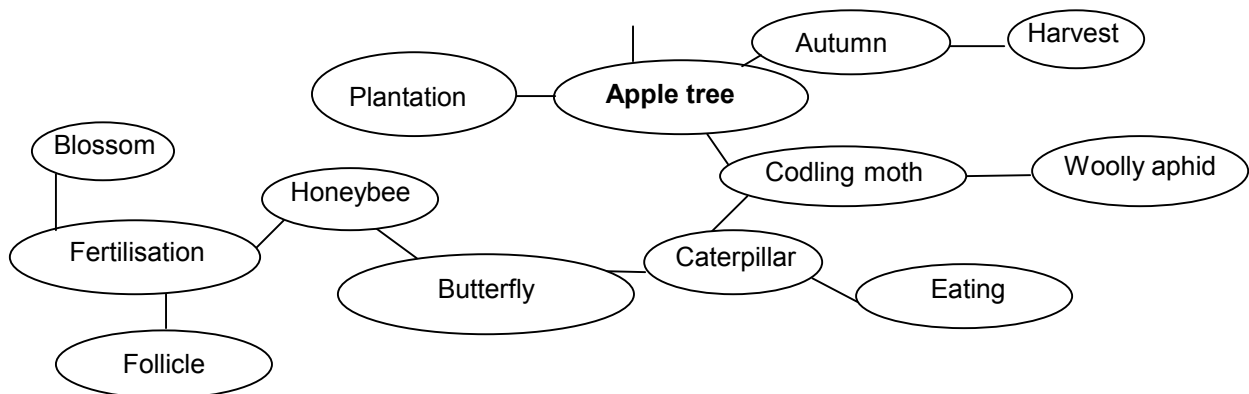 Autumn
Harvest
Plantation
Apple tree
Blossom
Codling moth
Woolly aphid
Honeybee
Fertilisation
Caterpillar
Butterfly
Eating
Follicle